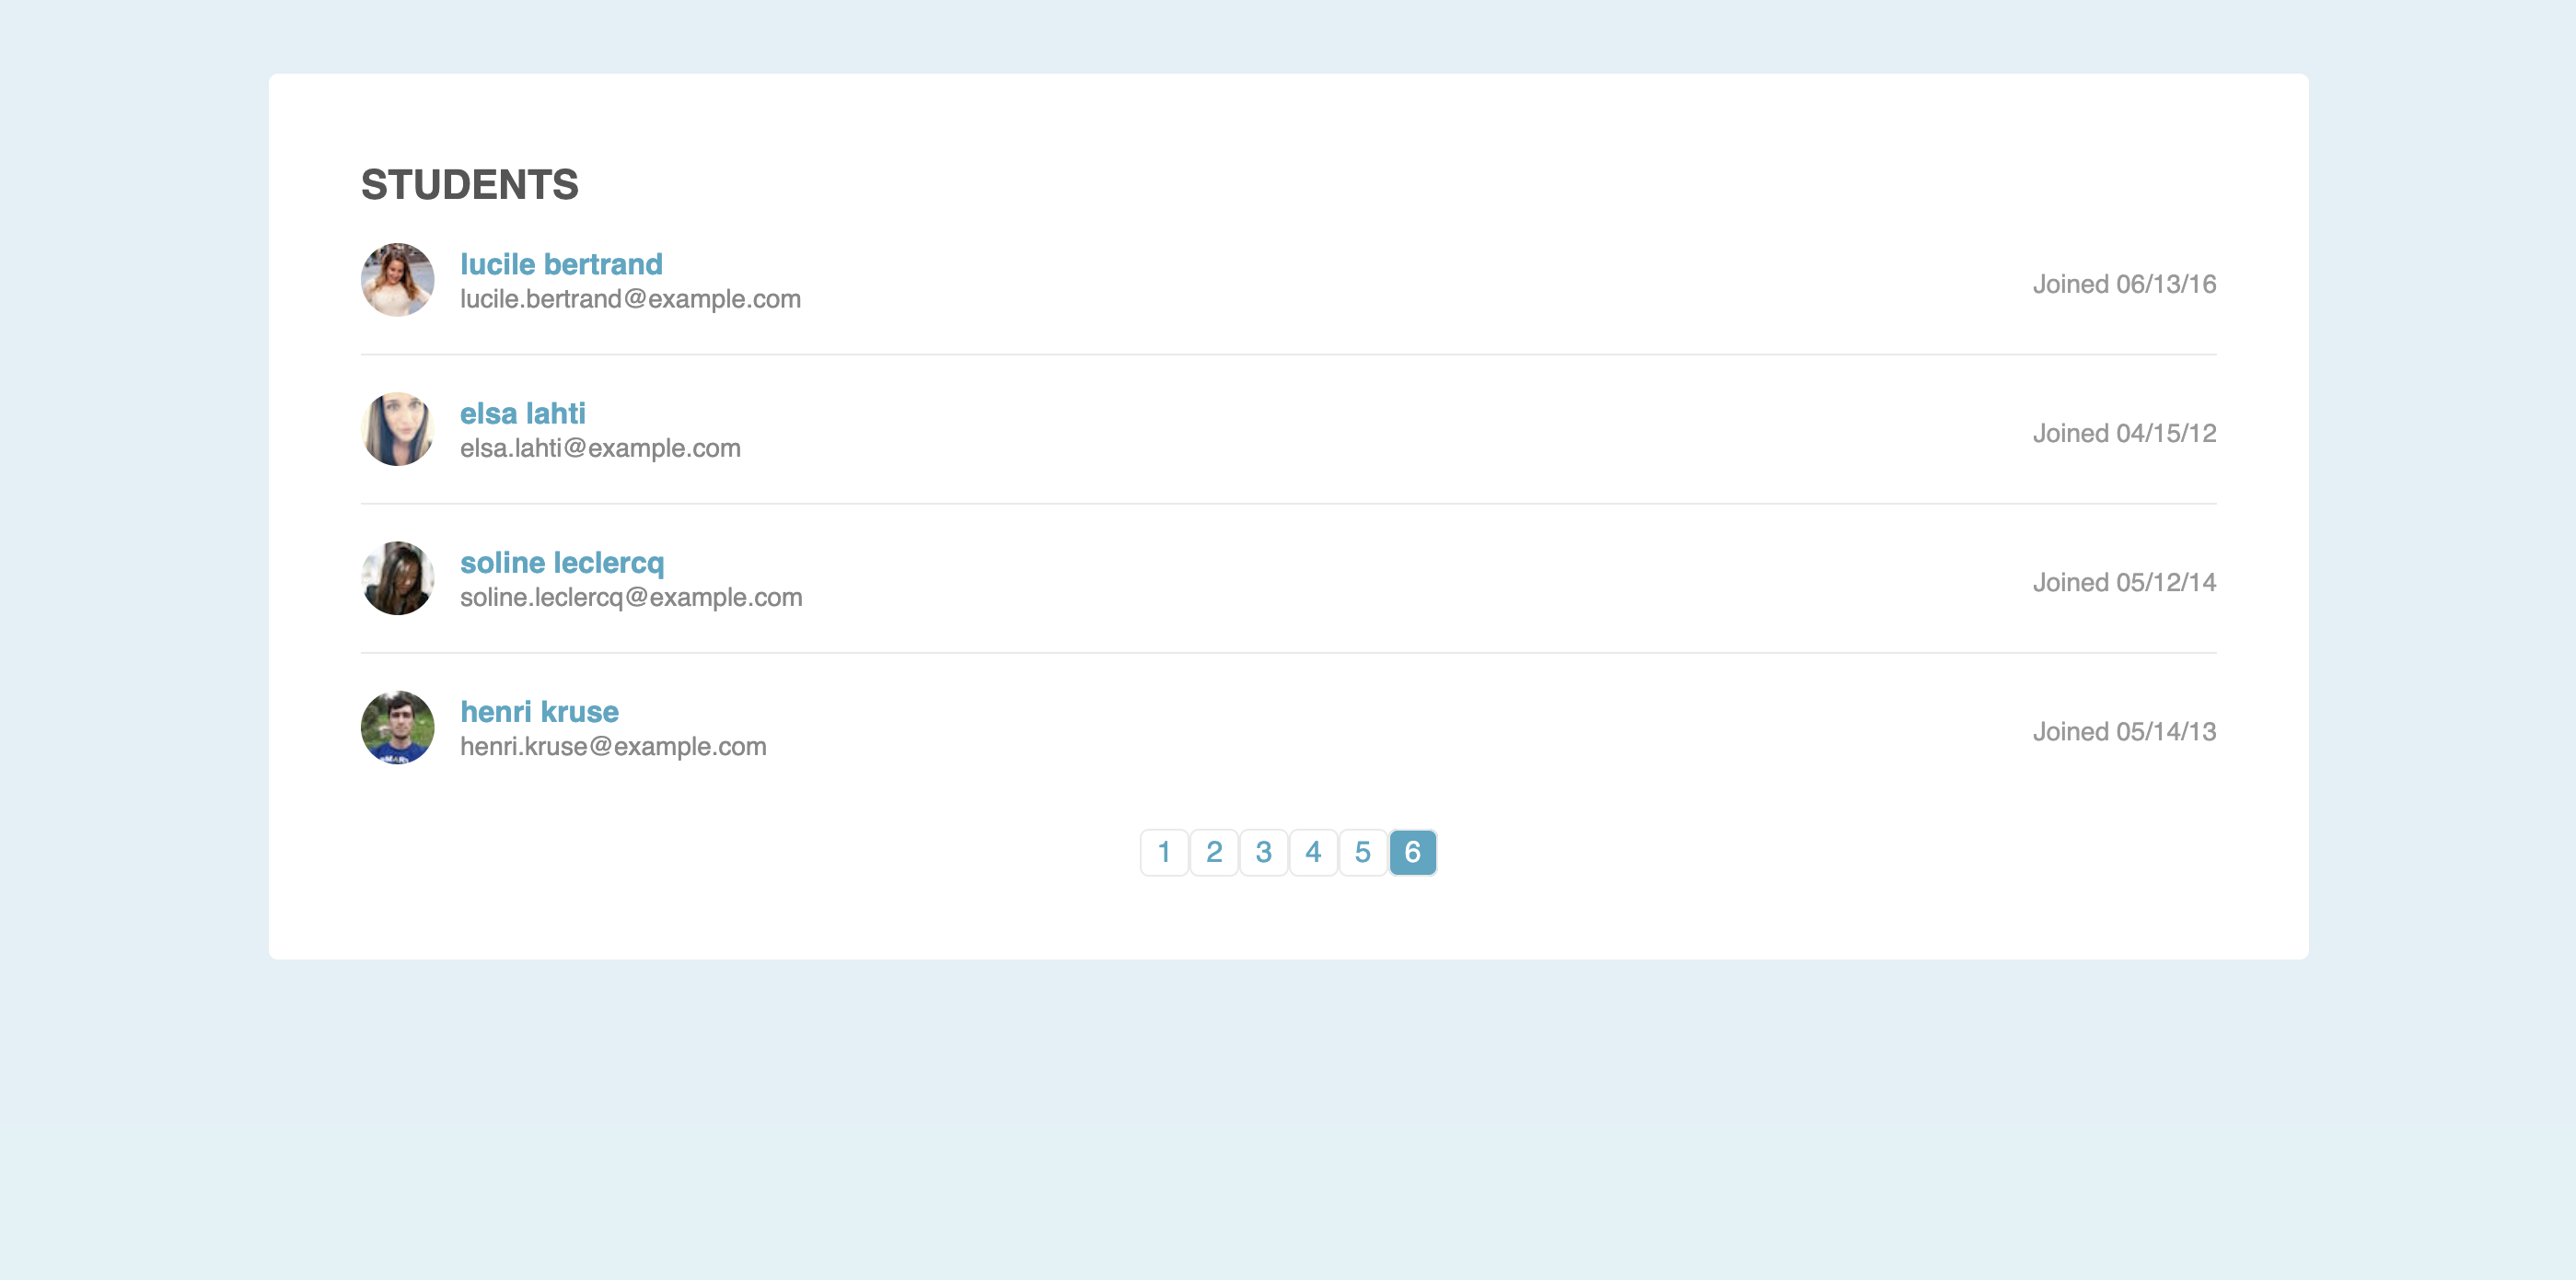 STUDENTS
lucile bertrand
lucile.bertrand@example.com
Joined 06/13/16
elsa lahti
elsa.lahti@example.com
Joined 04/15/12
soline leclercq
soline.leclercq@example.com
Joined 05/12/14
henri kruse
henri.kruse@example.com
Joined 05/14/13
1 2 3 4 5 6